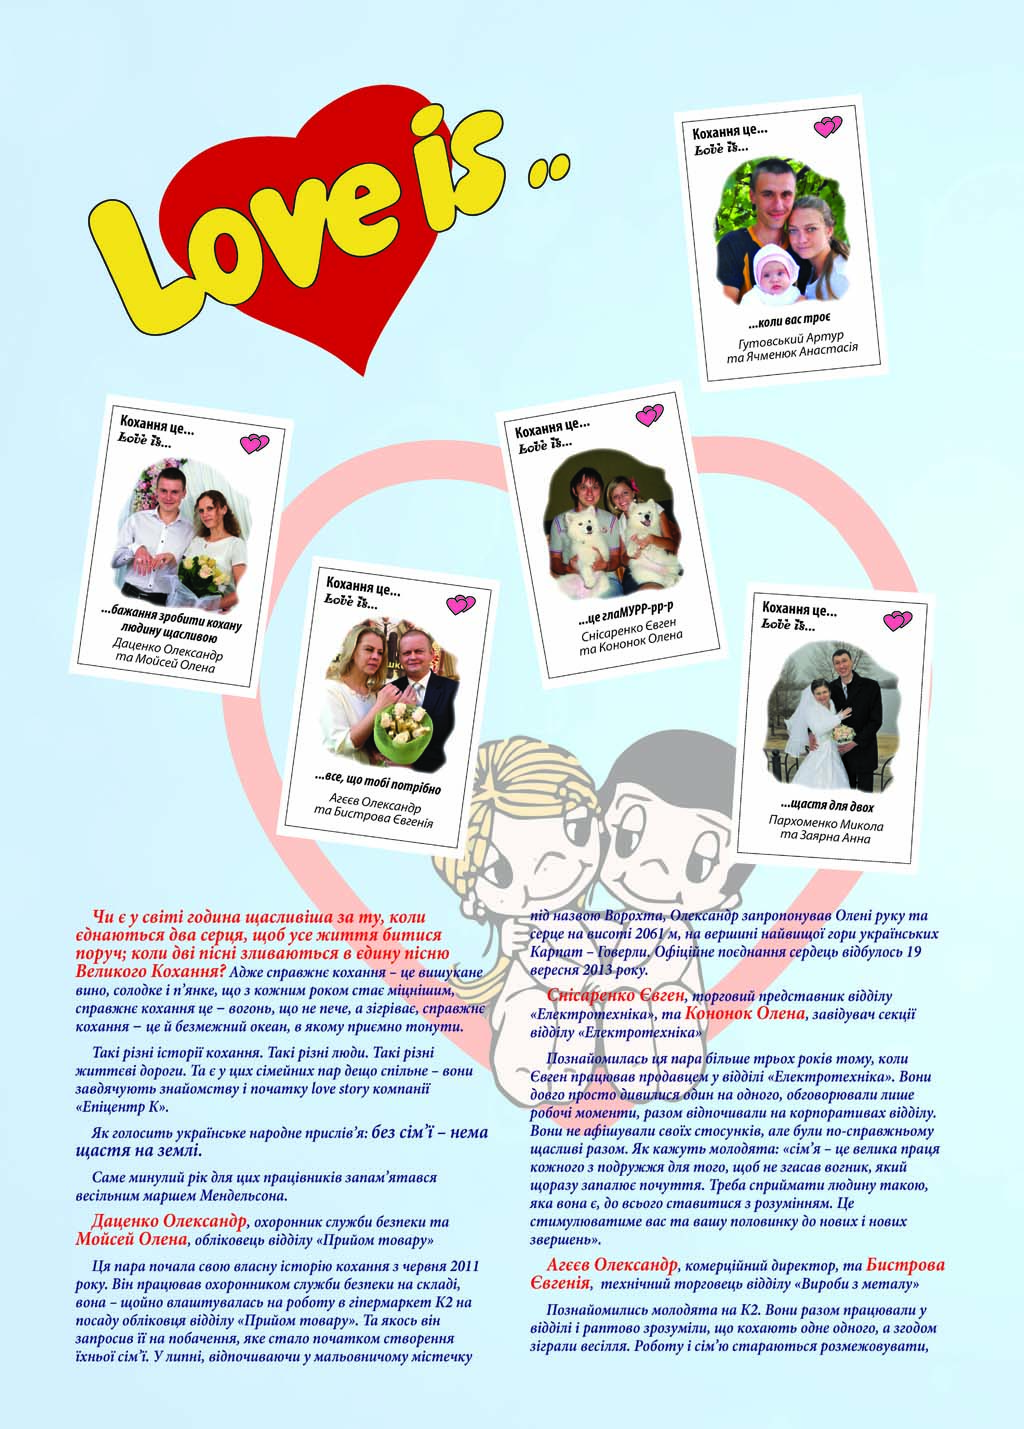 Love is ..
Кохання це...
Love is...
...коли вас троє
Гутовський Артур
та Ячменюк Анастасія
Кохання це...
Love is...
...бажання зробити кохану
людину щасливою
Даценко Олександр
та Мойсей Олена
Кохання це...
Love is...
...це глаМУРР-рр-р
Снісаренко Євген
та Кононок Олена
Кохання це...
Love is...
...все, що тобі потрібно
Агєєв Олександр
та Бистрова Євгенія
Кохання це...
Love is...
...щастя для двох
Пархоменко Микола
та Заярна Анна
Чи є у світі година щасливіша за ту, коли
єднаються два серця, щоб усе життя битися
поруч; коли дві пісні зливаються в єдину пісню
Великого Кохання? Адже справжнє кохання – це вишукане
вино, солодке і п’янке, що з кожним роком стає міцнішим,
справжнє кохання це – вогонь, що не пече, а зігріває, справжнє
кохання – це й безмежний океан, в якому приємно тонути.
Такі різні історії кохання. Такі різні люди. Такі різні
життєві дороги. Та є у цих сімейних пар дещо спільне – вони
завдячують знайомству і початку love story компанії
«Епіцентр К».
Як голосить українське народне прислів’я: без сім’ї – нема
щастя на землі.
Саме минулий рік для цих працівників запам’ятався
весільним маршем Мендельсона.
Даценко Олександр, охоронник служби безпеки та
Мойсей Олена, обліковець відділу «Прийом товару»
Ця пара почала свою власну історію кохання з червня 2011
року. Він працював охоронником служби безпеки на складі,
вона – щойно влаштувалась на роботу в гіпермаркет К2 на
посаду обліковця відділу «Прийом товару». Та якось він
запросив її на побачення, яке стало початком створення
їхньої сім’ї. У липні, відпочиваючи у мальовничому містечку
під назвою Ворохта, Олександр запропонував Олені руку та
серце на висоті 2061 м, на вершині найвищої гори українських
Карпат – Говерли. Офіційне поєднання сердець відбулось 19
вересня 2013 року.
Снісаренко Євген, торговий представник відділу
«Електротехніка», та Кононок Олена, завідувач секції
відділу «Електротехніка»
Познайомилась ця пара більше трьох років тому, коли
Євген працював продавцем у відділі «Електротехніка». Вони
довго просто дивилися один на одного, обговорювали лише
робочі моменти, разом відпочивали на корпоративах відділу.
Вони не афішували своїх стосунків, але були по-справжньому
щасливі разом. Як кажуть молодята: «сім’я – це велика праця
кожного з подружжя для того, щоб не згасав вогник, який
щоразу запалює почуття. Треба сприймати людину такою,
яка вона є, до всього ставитися з розумінням. Це
стимулюватиме вас та вашу половинку до нових і нових
звершень».
Агєєв Олександр, комерційний директор, та Бистрова
Євгенія, технічний торговець відділу «Вироби з металу»
Познайомились молодята на К2. Вони разом працювали у
відділі і раптово зрозуміли, що кохають одне одного, а згодом
зіграли весілля. Роботу і сім’ю стараються розмежовувати,